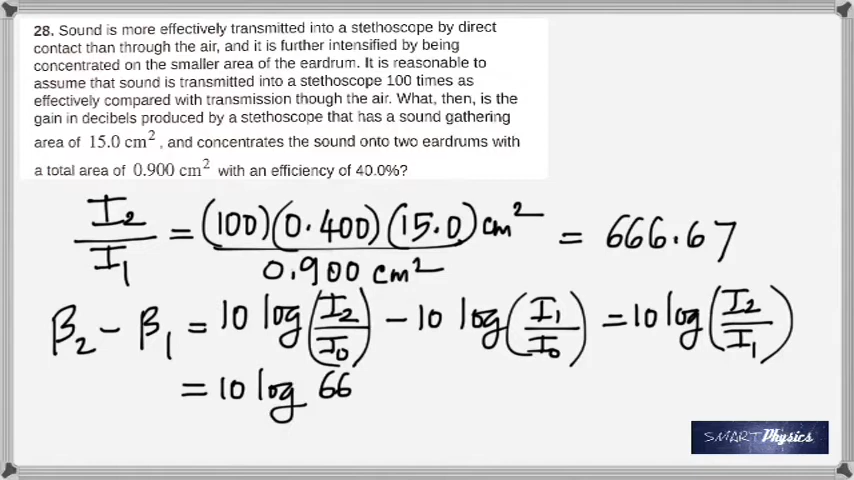 28. Sound is more effectively transmitted into a stethoscope by direct
contact than through the air, and it is further intensified by being
concentrated on the smaller area of the eardrum. It is reasonable to
assume that sound is transmitted into a stethoscope 100 times as
effectively compared with transmission though the air. What, then, is the
gain in decibels produced by a stethoscope that has a sound gathering
area of 15.0 cm², and concentrates the sound onto two eardrums with
a total area of 0.900 cm² with an efficiency of 40.0%?
I₂/I₁ = (100)(0.400)(15.0)cm²/0.900 cm² = 666.67
β₂ - β₁ = 10 log(I₂/I₀) - 10 log(I₁/I₀) = 10 log(I₂/I₁)
= 10 log 66
SMART Physics